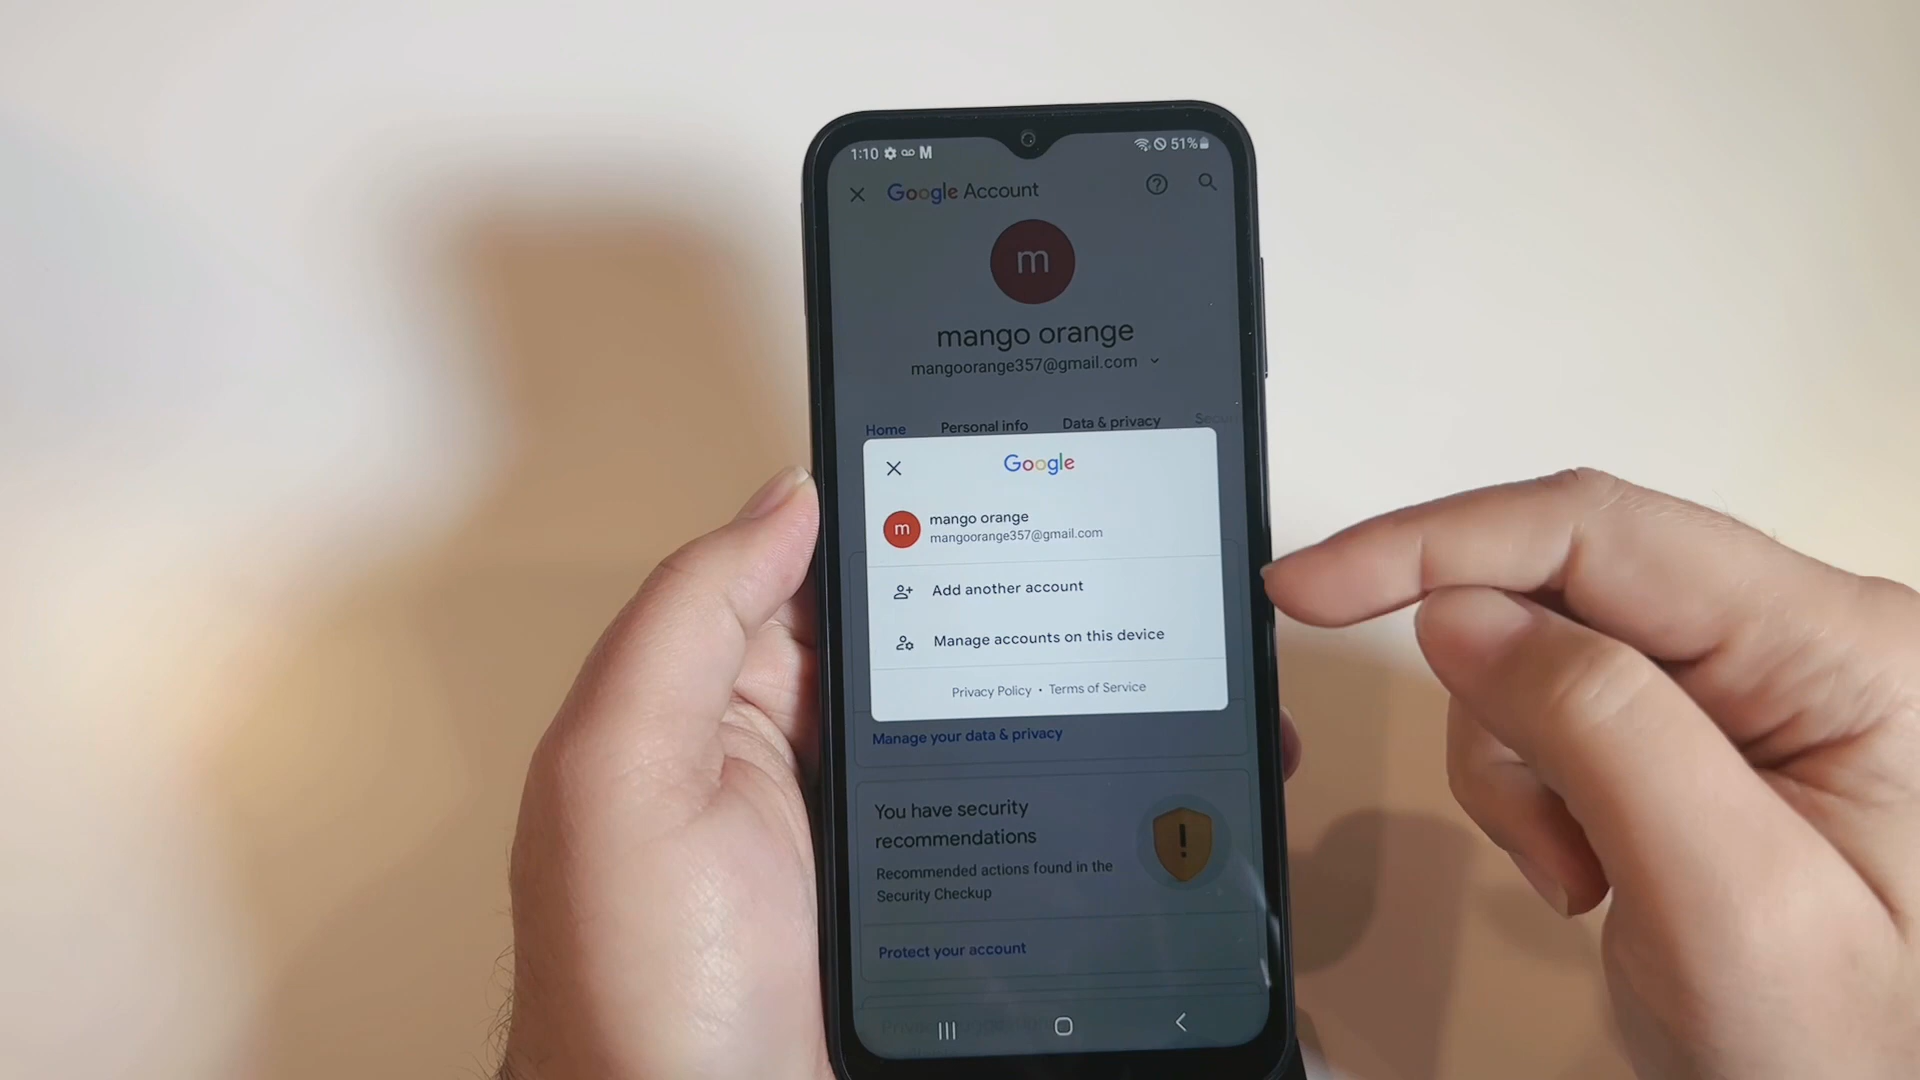 1:10 M 51%
Google Account
m
mango orange
mangoorange357@gmail.com
Home Personal info Data & privacy
Google
m
mango orange
mangoorange357@gmail.com
Add another account
Manage accounts on this device
Privacy Policy • Terms of Service
Manage your data & privacy
You have security
recommendations
Recommended actions found in the
Security Checkup
Protect your account